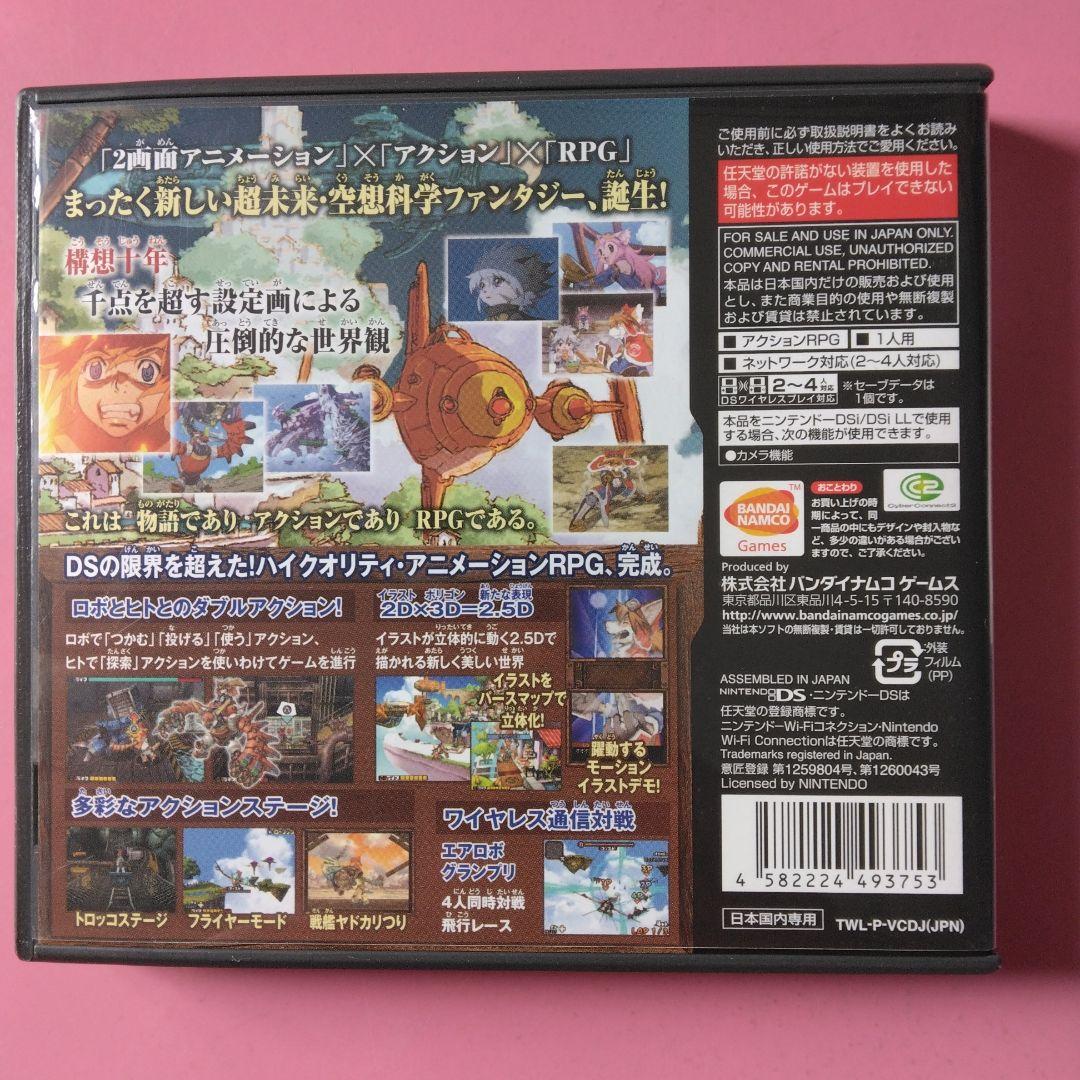 「2画面アニメーション」×「アクション」×「RPG」
まったく新しい超未来・空想科学ファンタジー、誕生！
構想十年
千点を超す設定画による
圧倒的な世界観
これは 物語であり アクションであり RPGである。
DSの限界を超えた！ハイクオリティ・アニメーションRPG、完成。
ロボとヒトとのダブルアクション！
ロボで「つかむ」「投げる」「使う」アクション、
ヒトで「探索」アクションを使いわけてゲームを進行
イラスト ポリゴン 新たな表現
2D×3D=2.5D
イラストが立体的に動く2.5Dで
描かれる新しく美しい世界
イラストを
パースマップで
立体化！
躍動する
モーション
イラストデモ！
多彩なアクションステージ！
トロッコステージ
フライヤーモード
戦艦ヤドカリつり
ワイヤレス通信対戦
エアロボ
グランプリ
4人同時対戦
飛行レース
ご使用前に必ず取扱説明書をよくお読み
いただき、正しい使用方法でご愛用ください。
任天堂の許諾がない装置を使用した
場合、このゲームはプレイできない
可能性があります。
FOR SALE AND USE IN JAPAN ONLY.
COMMERCIAL USE, UNAUTHORIZED
COPY AND RENTAL PROHIBITED.
本品は日本国内だけの販売および使用
とし、また商業目的の使用や無断複製
および賃貸は禁止されています。
■ アクションRPG
■ 1人用
■ ネットワーク対応(2〜4人対応)
2〜4人対応
DSワイヤレスプレイ対応
※セーブデータは
1個です。
本品をニンテンドーDSi/DSi LLで使用
する場合、次の機能が使用できます。
●カメラ機能
BANDAI
NAMCO
Games
TM
おことわり
お買い上げの時
期によって、同
一商品の中にもデザインや封入物な
ど、多少の違いがある場合がござい
ますので、ご了承ください。
CyberConnect2
Produced by
株式会社 バンダイナムコ ゲームス
東京都品川区東品川4-5-15 〒140-8590
http://www.bandainamcogames.co.jp/
当社は本ソフトの無断複製・賃貸は一切許可しておりません。
プラ
外装
フィルム
(PP)
ASSEMBLED IN JAPAN
NINTENDO DS・ニンテンドーDSは
任天堂の登録商標です。
ニンテンドーWi-Fiコネクション・Nintendo
Wi-Fi Connectionは任天堂の商標です。
Trademarks registered in Japan.
意匠登録 第1259804号、第1260043号
Licensed by NINTENDO
4 582224 493753
日本国内専用
TWL-P-VCDJ(JPN)